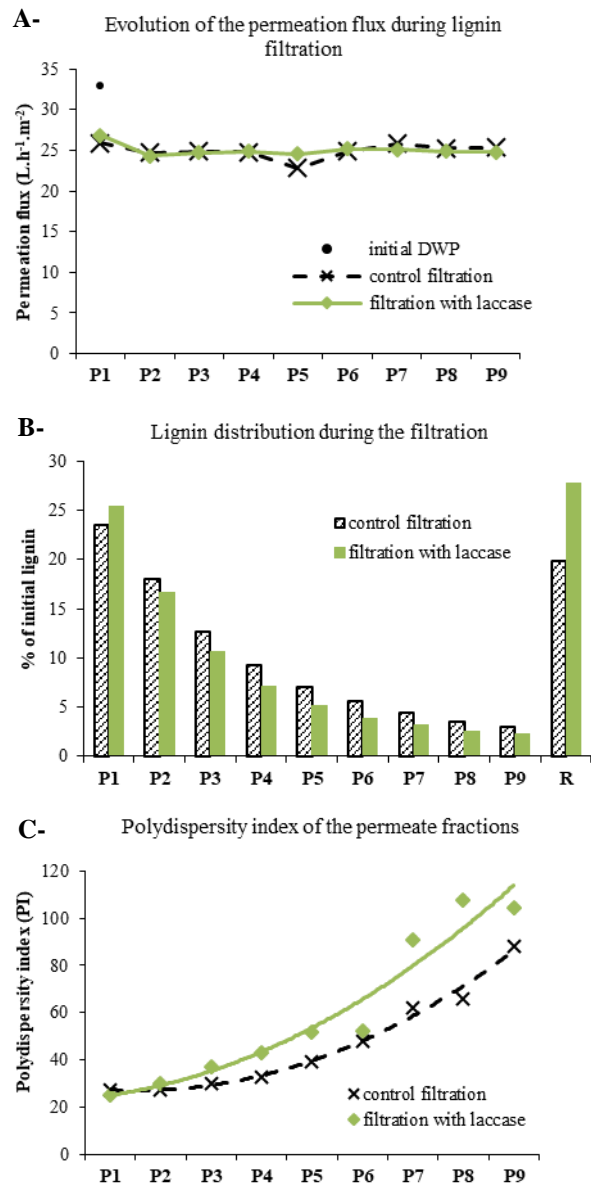 A-
Evolution of the permeation flux during lignin
filtration
Permeation flux (L.h⁻¹.m⁻²)
35
30
25
20
15
10
5
0
initial DWP
control filtration
filtration with laccase
P1 P2 P3 P4 P5 P6 P7 P8 P9
B-
Lignin distribution during the filtration
% of initial lignin
30
25
20
15
10
5
0
control filtration
filtration with laccase
P1 P2 P3 P4 P5 P6 P7 P8 P9 R
C-
Polydispersity index of the permeate fractions
Polydispersity index (PI)
120
100
80
60
40
20
0
control filtration
filtration with laccase
P1 P2 P3 P4 P5 P6 P7 P8 P9